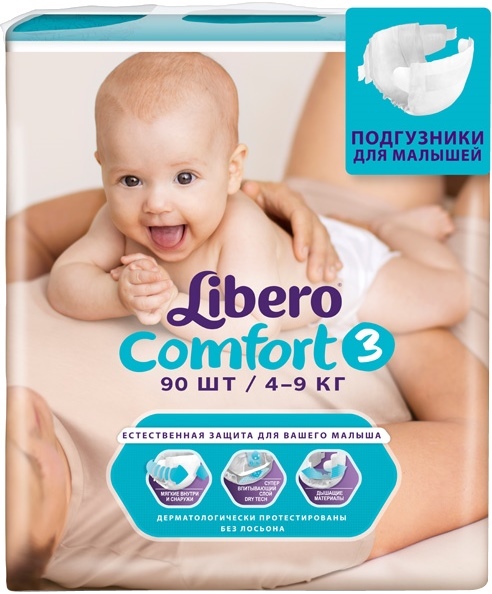 ПОДГУЗНИКИ
ДЛЯ МАЛЫШЕЙ
Libero
Comfort 3
90 ШТ / 4–9 КГ
ЕСТЕСТВЕННАЯ ЗАЩИТА ДЛЯ ВАШЕГО МАЛЫША
МЯГКИЕ ВНУТРИ
И СНАРУЖИ
СУПЕР
ВПИТЫВАЮЩИЙ
СЛОЙ
DRY TECH
ДЫШАЩИЕ
МАТЕРИАЛЫ
ДЕРМАТОЛОГИЧЕСКИ ПРОТЕСТИРОВАНЫ
БЕЗ ЛОСЬОНА